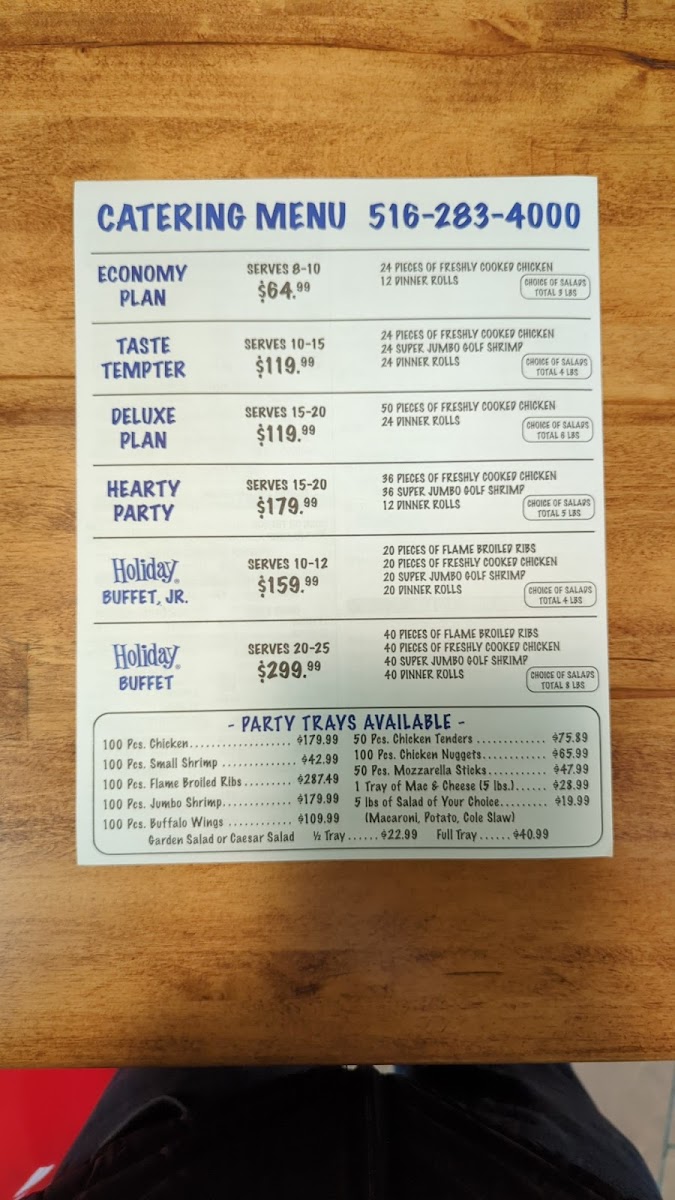 CATERING MENU 516-283-4000
ECONOMY
PLAN
SERVES 8-10
$64.99
24 PIECES OF FRESHLY COOKED CHICKEN
12 DINNER ROLLS
CHOICE OF SALADS
TOTAL 3 LBS
TASTE
TEMPTER
SERVES 10-15
$119.99
24 PIECES OF FRESHLY COOKED CHICKEN
24 SUPER JUMBO GOLF SHRIMP
24 DINNER ROLLS
CHOICE OF SALADS
TOTAL 4 LBS
DELUXE
PLAN
SERVES 15-20
$119.99
50 PIECES OF FRESHLY COOKED CHICKEN
24 DINNER ROLLS
CHOICE OF SALADS
TOTAL 6 LBS
HEARTY
PARTY
SERVES 15-20
$179.99
36 PIECES OF FRESHLY COOKED CHICKEN
36 SUPER JUMBO GOLF SHRIMP
12 DINNER ROLLS
CHOICE OF SALADS
TOTAL 5 LBS
Holiday®
BUFFET, JR.
SERVES 10-12
$159.99
20 PIECES OF FLAME BROILED RIBS
20 PIECES OF FRESHLY COOKED CHICKEN
20 SUPER JUMBO GOLF SHRIMP
20 DINNER ROLLS
CHOICE OF SALADS
TOTAL 4 LBS
Holiday®
BUFFET
SERVES 20-25
$299.99
40 PIECES OF FLAME BROILED RIBS
40 PIECES OF FRESHLY COOKED CHICKEN
40 SUPER JUMBO GOLF SHRIMP
40 DINNER ROLLS
CHOICE OF SALADS
TOTAL 8 LBS
- PARTY TRAYS AVAILABLE -
100 Pcs. Chicken.................... $179.99
100 Pcs. Small Shrimp .............. $42.99
100 Pcs. Flame Broiled Ribs ......... $287.49
100 Pcs. Jumbo Shrimp............. $179.99
100 Pcs. Buffalo Wings ............. $109.99
50 Pcs. Chicken Tenders .............. $75.89
100 Pcs. Chicken Nuggets............ $65.99
50 Pcs. Mozzarella Sticks........... $47.99
1 Tray of Mac & Cheese (5 lbs.)...... $28.99
5 lbs of Salad of Your Choice......... $19.99
(Macaroni, Potato, Cole Slaw)
Garden Salad or Caesar Salad ½ Tray ...... $22.99 Full Tray ...... $40.99